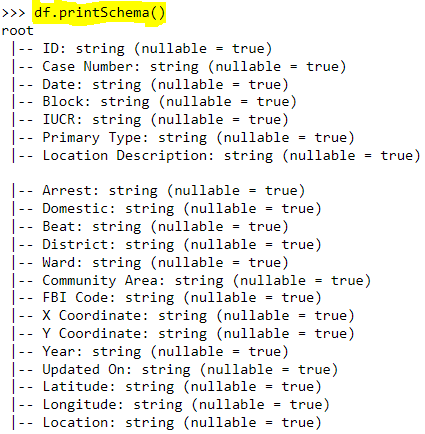 >>> df.printSchema()
root
 |-- ID: string (nullable = true)
 |-- Case Number: string (nullable = true)
 |-- Date: string (nullable = true)
 |-- Block: string (nullable = true)
 |-- IUCR: string (nullable = true)
 |-- Primary Type: string (nullable = true)
 |-- Location Description: string (nullable = true)
 |-- Arrest: string (nullable = true)
 |-- Domestic: string (nullable = true)
 |-- Beat: string (nullable = true)
 |-- District: string (nullable = true)
 |-- Ward: string (nullable = true)
 |-- Community Area: string (nullable = true)
 |-- FBI Code: string (nullable = true)
 |-- X Coordinate: string (nullable = true)
 |-- Y Coordinate: string (nullable = true)
 |-- Year: string (nullable = true)
 |-- Updated On: string (nullable = true)
 |-- Latitude: string (nullable = true)
 |-- Longitude: string (nullable = true)
 |-- Location: string (nullable = true)